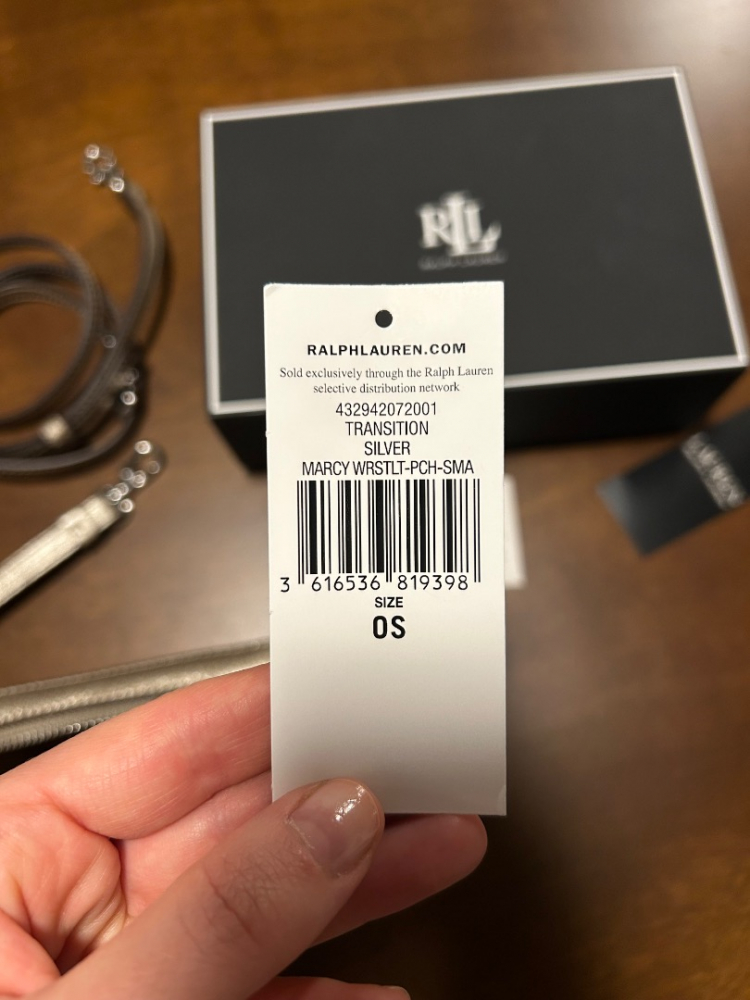 RLL
RALPHLAUREN.COM
Sold exclusively through the Ralph Lauren
selective distribution network
432942072001
TRANSITION
SILVER
MARCY WRSTLT-PCH-SMA
3 616536 819398
SIZE
OS